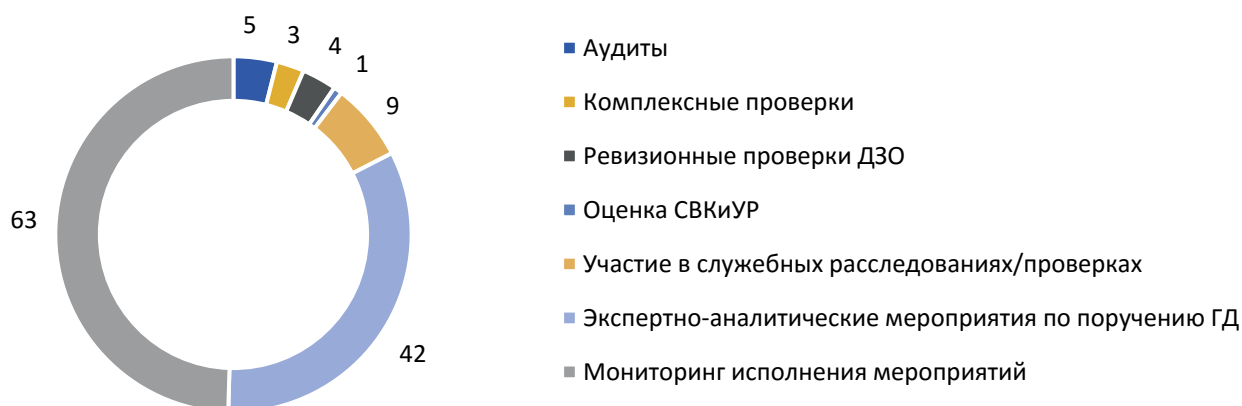 5
3
4
1
9
63
42
Аудиты
Комплексные проверки
Ревизионные проверки ДЗО
Оценка СВКиУР
Участие в служебных расследованиях/проверках
Экспертно-аналитические мероприятия по поручению ГД
Мониторинг исполнения мероприятий